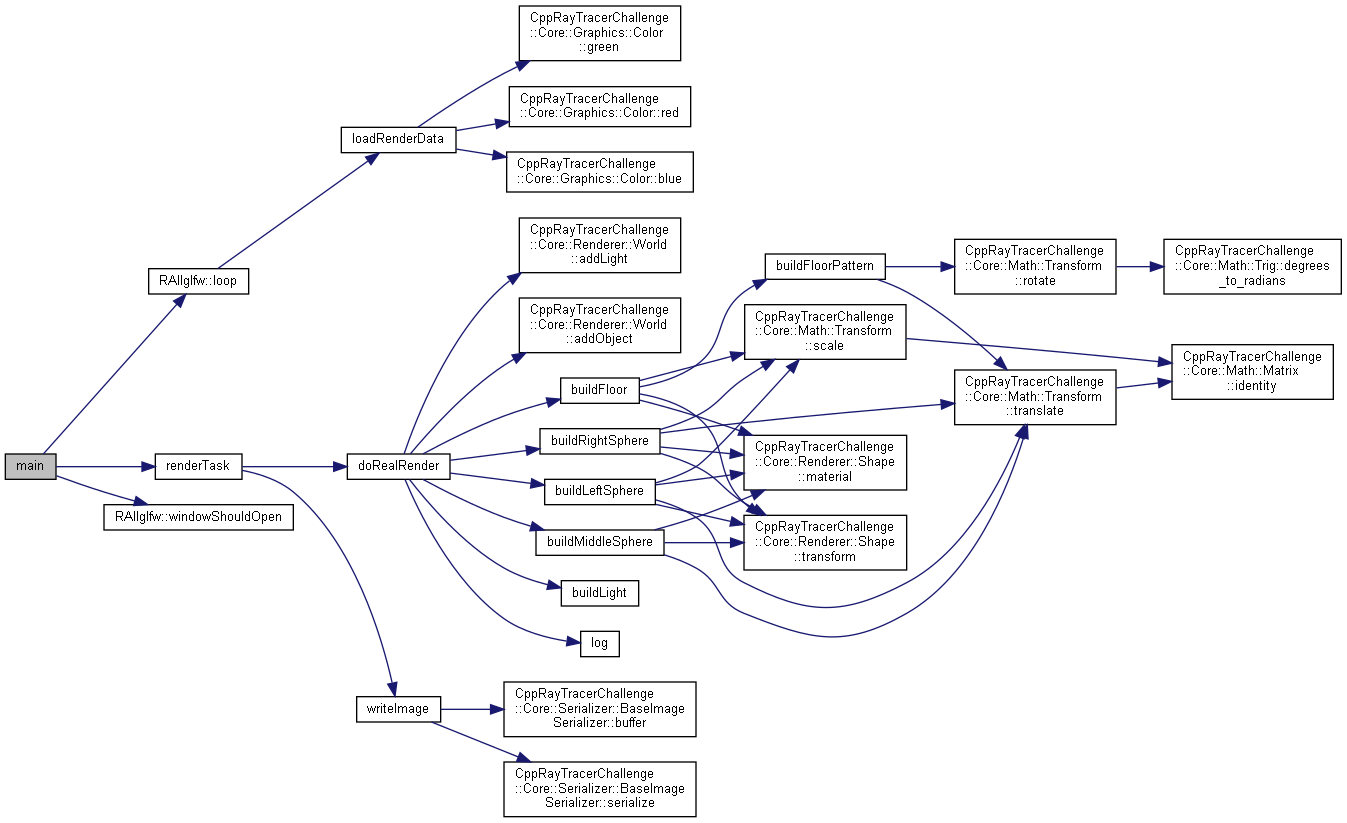 CppRayTracerChallenge
::Core::Graphics::Color
::green
CppRayTracerChallenge
::Core::Graphics::Color::red
loadRenderData
CppRayTracerChallenge
::Core::Graphics::Color::blue
CppRayTracerChallenge
::Core::Renderer::World
::addLight
buildFloorPattern
CppRayTracerChallenge
::Core::Math::Transform
::rotate
CppRayTracerChallenge
::Core::Math::Trig::degrees
_to_radians
RAIIglfw::loop
CppRayTracerChallenge
::Core::Renderer::World
::addObject
CppRayTracerChallenge
::Core::Math::Transform
::scale
CppRayTracerChallenge
::Core::Math::Matrix
::identity
buildFloor
CppRayTracerChallenge
::Core::Math::Transform
::translate
buildRightSphere
CppRayTracerChallenge
::Core::Renderer::Shape
::material
main
renderTask
doRealRender
buildLeftSphere
RAIIglfw::windowShouldOpen
buildMiddleSphere
CppRayTracerChallenge
::Core::Renderer::Shape
::transform
buildLight
log
writeImage
CppRayTracerChallenge
::Core::Serializer::BaseImage
Serializer::buffer
CppRayTracerChallenge
::Core::Serializer::BaseImage
Serializer::serialize